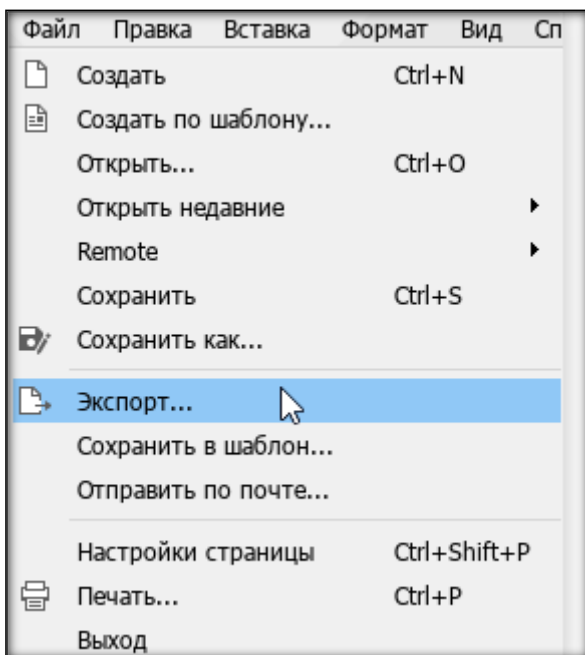 Файл Правка Вставка Формат Вид Сп
Создать Ctrl+N
Создать по шаблону...
Открыть... Ctrl+O
Открыть недавние
Remote
Сохранить Ctrl+S
Сохранить как...
Экспорт...
Сохранить в шаблон...
Отправить по почте...
Настройки страницы Ctrl+Shift+P
Печать... Ctrl+P
Выход